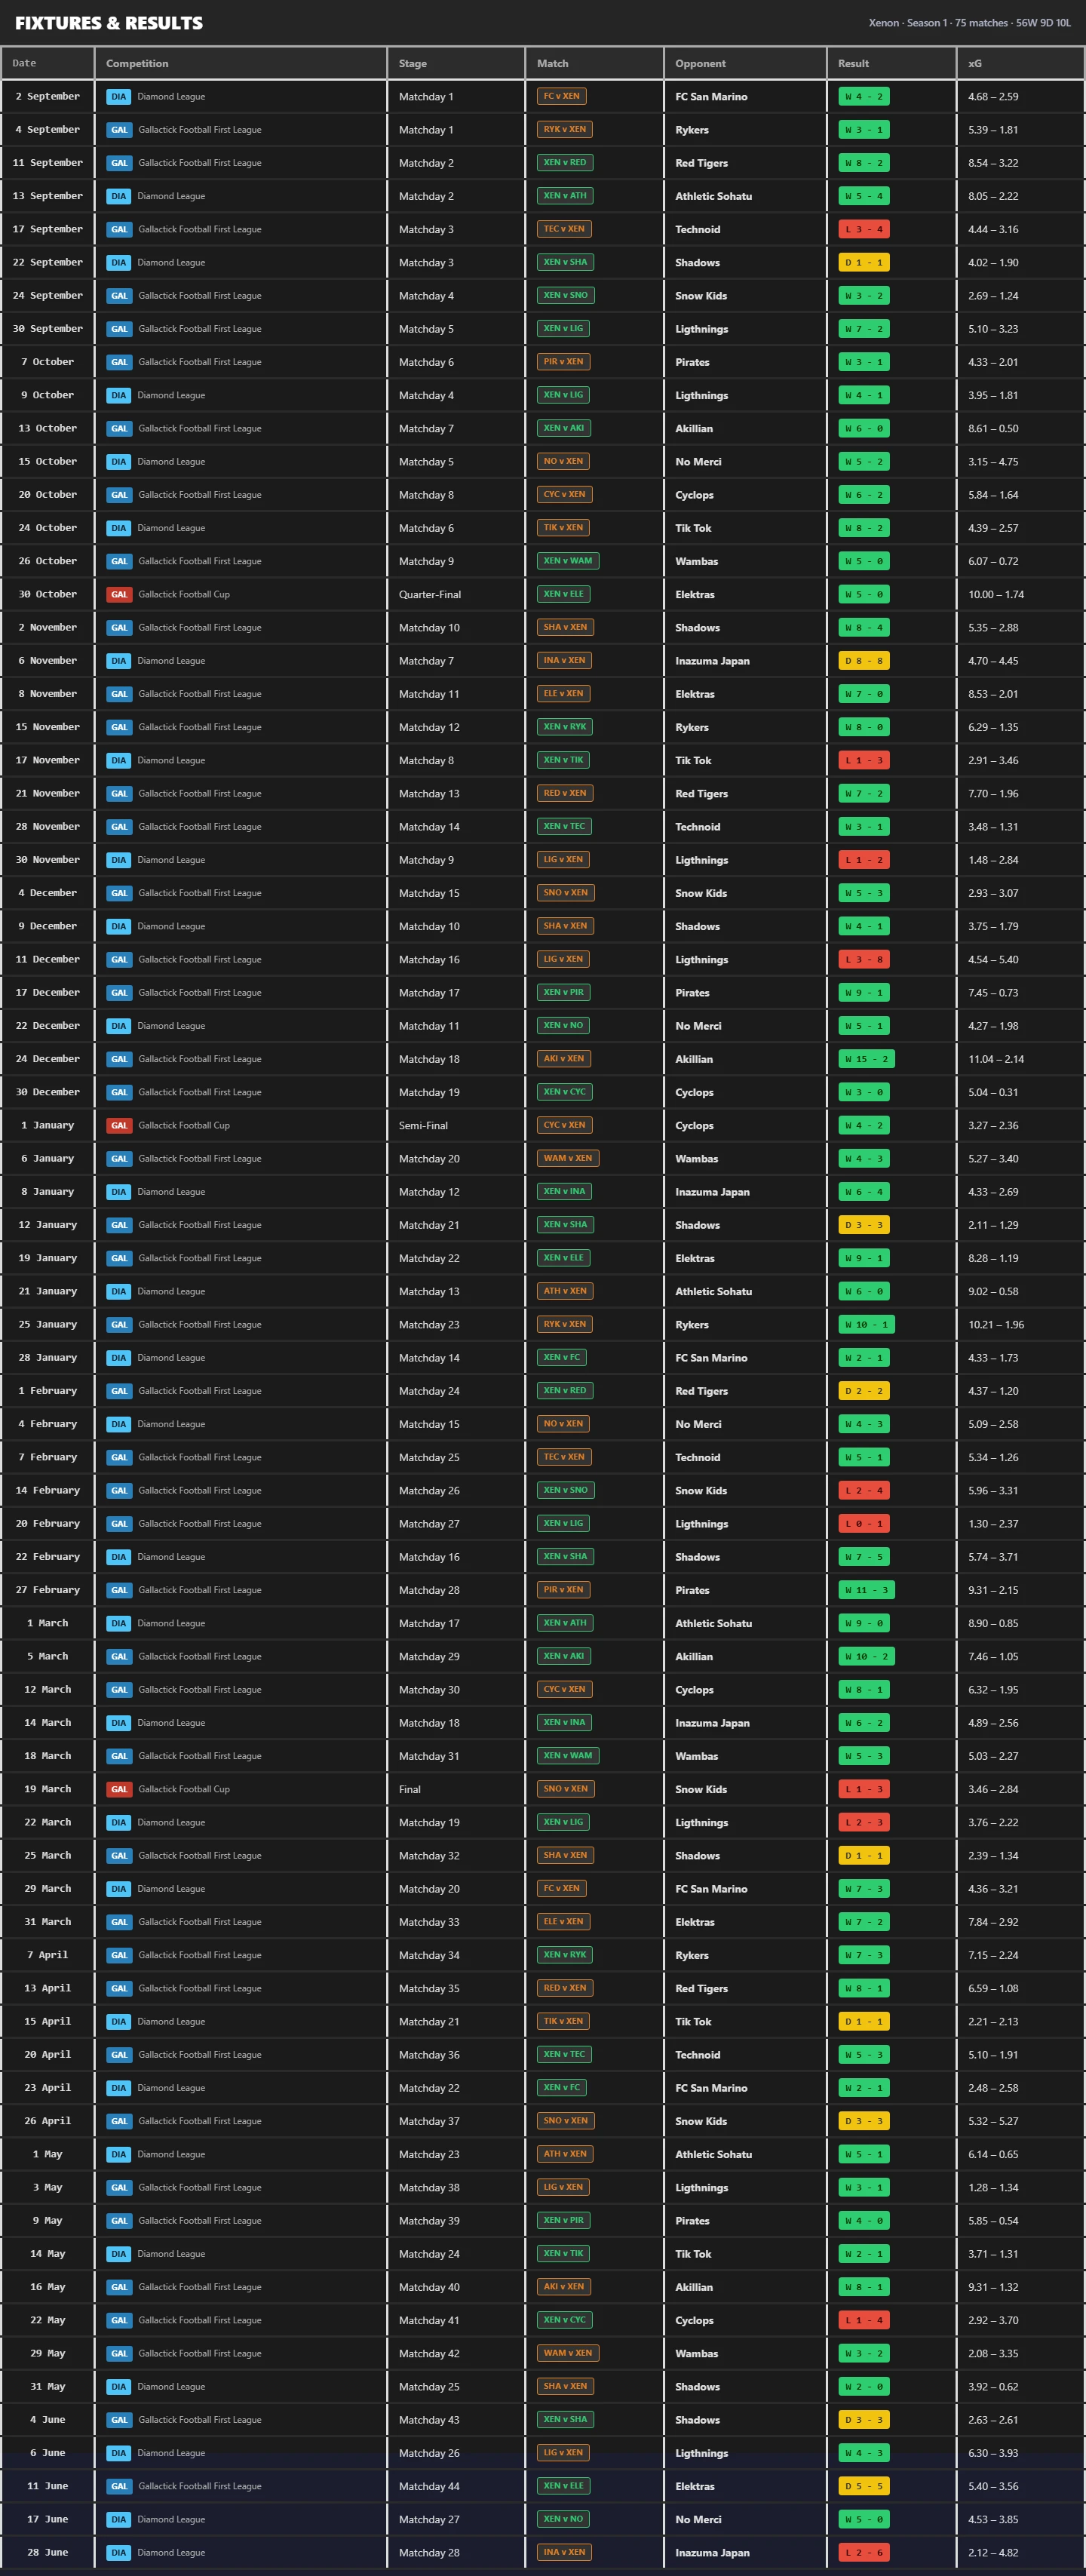 FIXTURES & RESULTS
Xenon · Season 1 · 75 matches · 56W 9D 10L
Date Competition Stage Match Opponent Result xG
2 September DIA Diamond League Matchday 1 FC v XEN FC San Marino W 4 - 2 4.68 – 2.59
4 September GAL Gallactick Football First League Matchday 1 RYK v XEN Rykers W 3 - 1 5.39 – 1.81
11 September GAL Gallactick Football First League Matchday 2 XEN v RED Red Tigers W 8 - 2 8.54 – 3.22
13 September DIA Diamond League Matchday 2 XEN v ATH Athletic Sohatu W 5 - 4 8.05 – 2.22
17 September GAL Gallactick Football First League Matchday 3 TEC v XEN Technoid L 3 - 4 4.44 – 3.16
22 September DIA Diamond League Matchday 3 XEN v SHA Shadows D 1 - 1 4.02 – 1.90
24 September GAL Gallactick Football First League Matchday 4 XEN v SNO Snow Kids W 3 - 2 2.69 – 1.24
30 September GAL Gallactick Football First League Matchday 5 XEN v LIG Ligthnings W 7 - 2 5.10 – 3.23
7 October GAL Gallactick Football First League Matchday 6 PIR v XEN Pirates W 3 - 1 4.33 – 2.01
9 October DIA Diamond League Matchday 4 XEN v LIG Ligthnings W 4 - 1 3.95 – 1.81
13 October GAL Gallactick Football First League Matchday 7 XEN v AKI Akillian W 6 - 0 8.61 – 0.50
15 October DIA Diamond League Matchday 5 NO v XEN No Merci W 5 - 2 3.15 – 4.75
20 October GAL Gallactick Football First League Matchday 8 CYC v XEN Cyclops W 6 - 2 5.84 – 1.64
24 October DIA Diamond League Matchday 6 TIK v XEN Tik Tok W 8 - 2 4.39 – 2.57
26 October GAL Gallactick Football First League Matchday 9 XEN v WAM Wambas W 5 - 0 6.07 – 0.72
30 October GAL Gallactick Football Cup Quarter-Final XEN v ELE Elektras W 5 - 0 10.00 – 1.74
2 November GAL Gallactick Football First League Matchday 10 SHA v XEN Shadows W 8 - 4 5.35 – 2.88
6 November DIA Diamond League Matchday 7 INA v XEN Inazuma Japan D 8 - 8 4.70 – 4.45
8 November GAL Gallactick Football First League Matchday 11 ELE v XEN Elektras W 7 - 0 8.53 – 2.01
15 November GAL Gallactick Football First League Matchday 12 XEN v RYK Rykers W 8 - 0 6.29 – 1.35
17 November DIA Diamond League Matchday 8 XEN v TIK Tik Tok L 1 - 3 2.91 – 3.46
21 November GAL Gallactick Football First League Matchday 13 RED v XEN Red Tigers W 7 - 2 7.70 – 1.96
28 November GAL Gallactick Football First League Matchday 14 XEN v TEC Technoid W 3 - 1 3.48 – 1.31
30 November DIA Diamond League Matchday 9 LIG v XEN Ligthnings L 1 - 2 1.48 – 2.84
4 December GAL Gallactick Football First League Matchday 15 SNO v XEN Snow Kids W 5 - 3 2.93 – 3.07
9 December DIA Diamond League Matchday 10 SHA v XEN Shadows W 4 - 1 3.75 – 1.79
11 December GAL Gallactick Football First League Matchday 16 LIG v XEN Ligthnings L 3 - 8 4.54 – 5.40
17 December GAL Gallactick Football First League Matchday 17 XEN v PIR Pirates W 9 - 1 7.45 – 0.73
22 December DIA Diamond League Matchday 11 XEN v NO No Merci W 5 - 1 4.27 – 1.98
24 December GAL Gallactick Football First League Matchday 18 AKI v XEN Akillian W 15 - 2 11.04 – 2.14
30 December GAL Gallactick Football First League Matchday 19 XEN v CYC Cyclops W 3 - 0 5.04 – 0.31
1 January GAL Gallactick Football Cup Semi-Final CYC v XEN Cyclops W 4 - 2 3.27 – 2.36
6 January GAL Gallactick Football First League Matchday 20 WAM v XEN Wambas W 4 - 3 5.27 – 3.40
8 January DIA Diamond League Matchday 12 XEN v INA Inazuma Japan W 6 - 4 4.33 – 2.69
12 January GAL Gallactick Football First League Matchday 21 XEN v SHA Shadows D 3 - 3 2.11 – 1.29
19 January GAL Gallactick Football First League Matchday 22 XEN v ELE Elektras W 9 - 1 8.28 – 1.19
21 January DIA Diamond League Matchday 13 ATH v XEN Athletic Sohatu W 6 - 0 9.02 – 0.58
25 January GAL Gallactick Football First League Matchday 23 RYK v XEN Rykers W 10 - 1 10.21 – 1.96
28 January DIA Diamond League Matchday 14 XEN v FC FC San Marino W 2 - 1 4.33 – 1.73
1 February GAL Gallactick Football First League Matchday 24 XEN v RED Red Tigers D 2 - 2 4.37 – 1.20
4 February DIA Diamond League Matchday 15 NO v XEN No Merci W 4 - 3 5.09 – 2.58
7 February GAL Gallactick Football First League Matchday 25 TEC v XEN Technoid W 5 - 1 5.34 – 1.26
14 February GAL Gallactick Football First League Matchday 26 XEN v SNO Snow Kids L 2 - 4 5.96 – 3.31
20 February GAL Gallactick Football First League Matchday 27 XEN v LIG Ligthnings L 0 - 1 1.30 – 2.37
22 February DIA Diamond League Matchday 16 XEN v SHA Shadows W 7 - 5 5.74 – 3.71
27 February GAL Gallactick Football First League Matchday 28 PIR v XEN Pirates W 11 - 3 9.31 – 2.15
1 March DIA Diamond League Matchday 17 XEN v ATH Athletic Sohatu W 9 - 0 8.90 – 0.85
5 March GAL Gallactick Football First League Matchday 29 XEN v AKI Akillian W 10 - 2 7.46 – 1.05
12 March GAL Gallactick Football First League Matchday 30 CYC v XEN Cyclops W 8 - 1 6.32 – 1.95
14 March DIA Diamond League Matchday 18 XEN v INA Inazuma Japan W 6 - 2 4.89 – 2.56
18 March GAL Gallactick Football First League Matchday 31 XEN v WAM Wambas W 5 - 3 5.03 – 2.27
19 March GAL Gallactick Football Cup Final SNO v XEN Snow Kids L 1 - 3 3.46 – 2.84
22 March DIA Diamond League Matchday 19 XEN v LIG Ligthnings L 2 - 3 3.76 – 2.22
25 March GAL Gallactick Football First League Matchday 32 SHA v XEN Shadows D 1 - 1 2.39 – 1.34
29 March DIA Diamond League Matchday 20 FC v XEN FC San Marino W 7 - 3 4.36 – 3.21
31 March GAL Gallactick Football First League Matchday 33 ELE v XEN Elektras W 7 - 2 7.84 – 2.92
7 April GAL Gallactick Football First League Matchday 34 XEN v RYK Rykers W 7 - 3 7.15 – 2.24
13 April GAL Gallactick Football First League Matchday 35 RED v XEN Red Tigers W 8 - 1 6.59 – 1.08
15 April DIA Diamond League Matchday 21 TIK v XEN Tik Tok D 1 - 1 2.21 – 2.13
20 April GAL Gallactick Football First League Matchday 36 XEN v TEC Technoid W 5 - 3 5.10 – 1.91
23 April DIA Diamond League Matchday 22 XEN v FC FC San Marino W 2 - 1 2.48 – 2.58
26 April GAL Gallactick Football First League Matchday 37 SNO v XEN Snow Kids D 3 - 3 5.32 – 5.27
1 May DIA Diamond League Matchday 23 ATH v XEN Athletic Sohatu W 5 - 1 6.14 – 0.65
3 May GAL Gallactick Football First League Matchday 38 LIG v XEN Ligthnings W 3 - 1 1.28 – 1.34
9 May GAL Gallactick Football First League Matchday 39 XEN v PIR Pirates W 4 - 0 5.85 – 0.54
14 May DIA Diamond League Matchday 24 XEN v TIK Tik Tok W 2 - 1 3.71 – 1.31
16 May GAL Gallactick Football First League Matchday 40 AKI v XEN Akillian W 8 - 1 9.31 – 1.32
22 May GAL Gallactick Football First League Matchday 41 XEN v CYC Cyclops L 1 - 4 2.92 – 3.70
29 May GAL Gallactick Football First League Matchday 42 WAM v XEN Wambas W 3 - 2 2.08 – 3.35
31 May DIA Diamond League Matchday 25 SHA v XEN Shadows W 2 - 0 3.92 – 0.62
4 June GAL Gallactick Football First League Matchday 43 XEN v SHA Shadows D 3 - 3 2.63 – 2.61
6 June DIA Diamond League Matchday 26 LIG v XEN Ligthnings W 4 - 3 6.30 – 3.93
11 June GAL Gallactick Football First League Matchday 44 XEN v ELE Elektras D 5 - 5 5.40 – 3.56
17 June DIA Diamond League Matchday 27 XEN v NO No Merci W 5 - 0 4.53 – 3.85
28 June DIA Diamond League Matchday 28 INA v XEN Inazuma Japan L 2 - 6 2.12 – 4.82